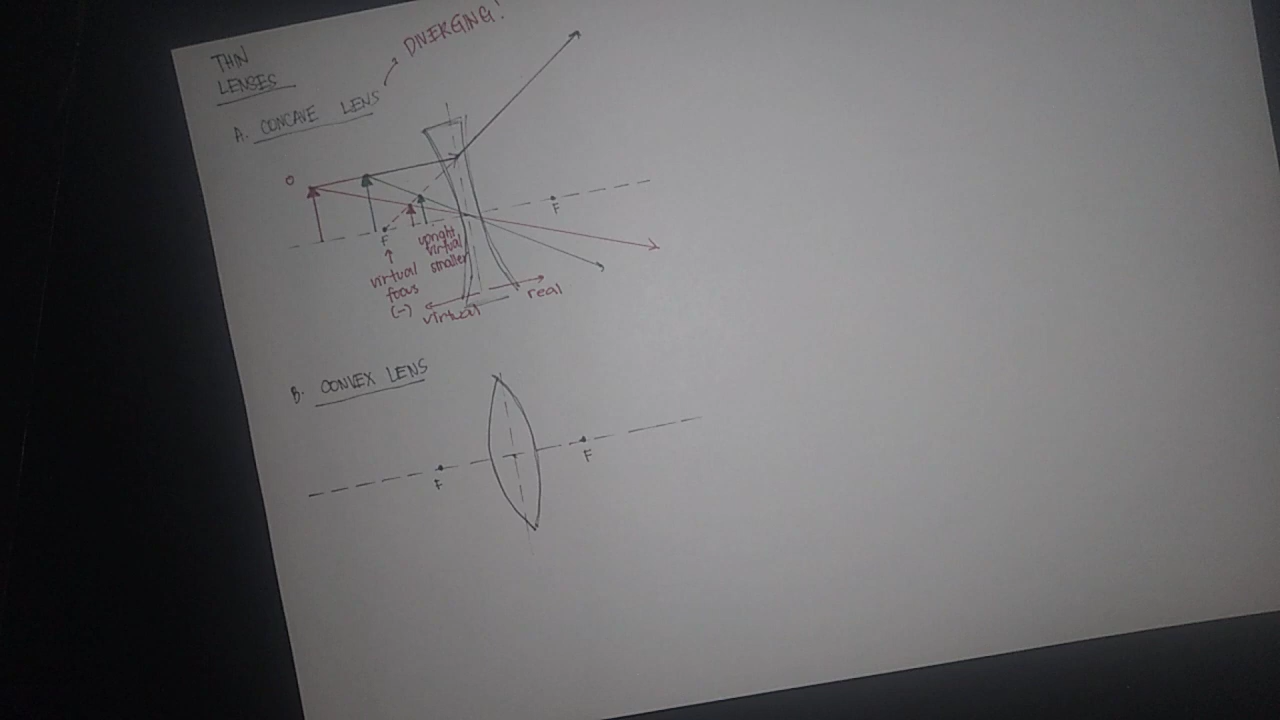 THIN
LENSES
A. CONCAVE LENS
DIVERGING!
O
F
F
upright
virtual
smaller
virtual
focus
(-)
virtual
real
B. CONVEX LENS
F
F